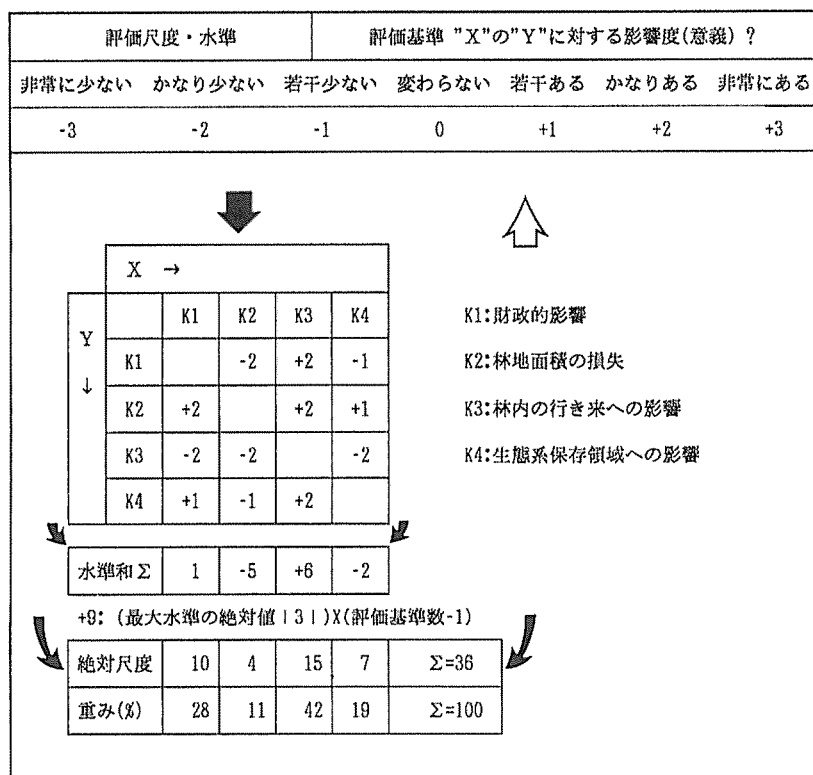 評価尺度・水準 評価基準 "X"の"Y"に対する影響度(意義) ?
非常に少ない かなり少ない 若干少ない 変わらない 若干ある かなりある 非常にある
-3 -2 -1 0 +1 +2 +3
X →
Y ↓
K1 K2 K3 K4
K1 -2 +2 -1
K2 +2 +2 +1
K3 -2 -2 -2
K4 +1 -1 +2
K1:財政的影響
K2:林地面積の損失
K3:林内の行き来への影響
K4:生態系保存領域への影響
水準和Σ 1 -5 +6 -2
+9: (最大水準の絶対値|3|)X(評価基準数-1)
絶対尺度 10 4 15 7 Σ=36
重み(%) 28 11 42 19 Σ=100